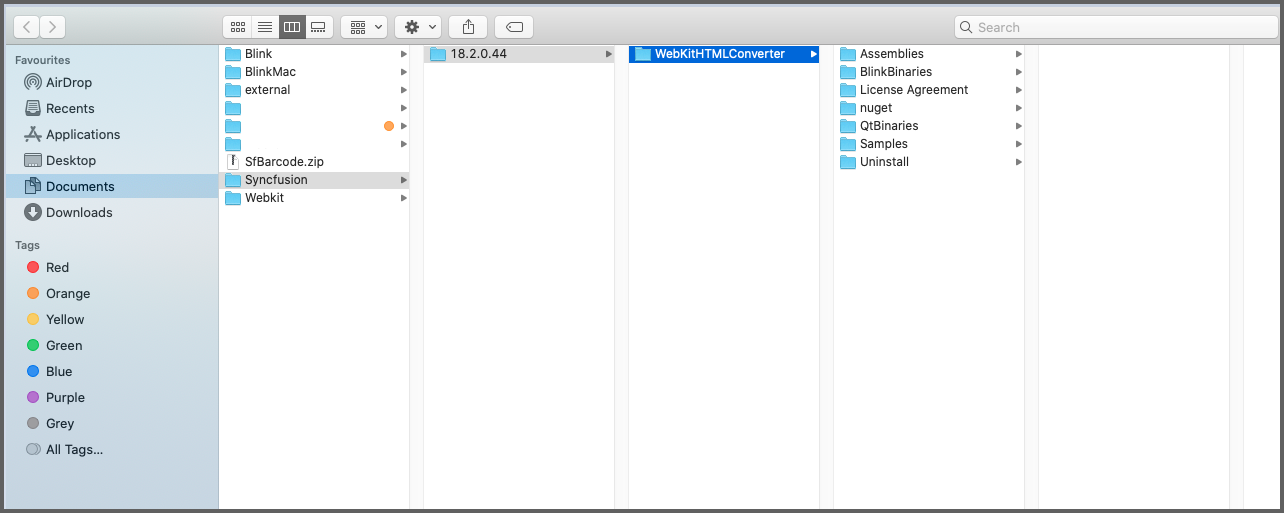 Search
Favourites
AirDrop
Recents
Applications
Desktop
Documents
Downloads
Tags
Red
Orange
Yellow
Green
Blue
Purple
Grey
All Tags...
Blink
BlinkMac
external
SfBarcode.zip
Syncfusion
Webkit
18.2.0.44
WebKitHTMLConverter
Assemblies
BlinkBinaries
License Agreement
nuget
QtBinaries
Samples
Uninstall